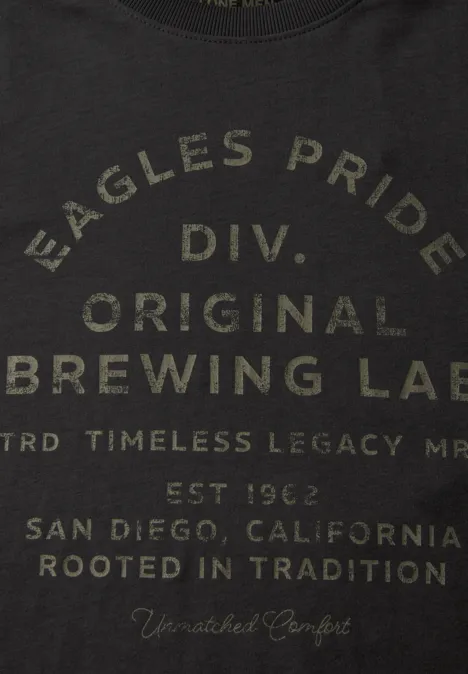 EAGLES PRIDE
DIV.
ORIGINAL
BREWING LAB
TRD TIMELESS LEGACY MR
EST 1962
SAN DIEGO, CALIFORNIA
ROOTED IN TRADITION
Unmatched Comfort